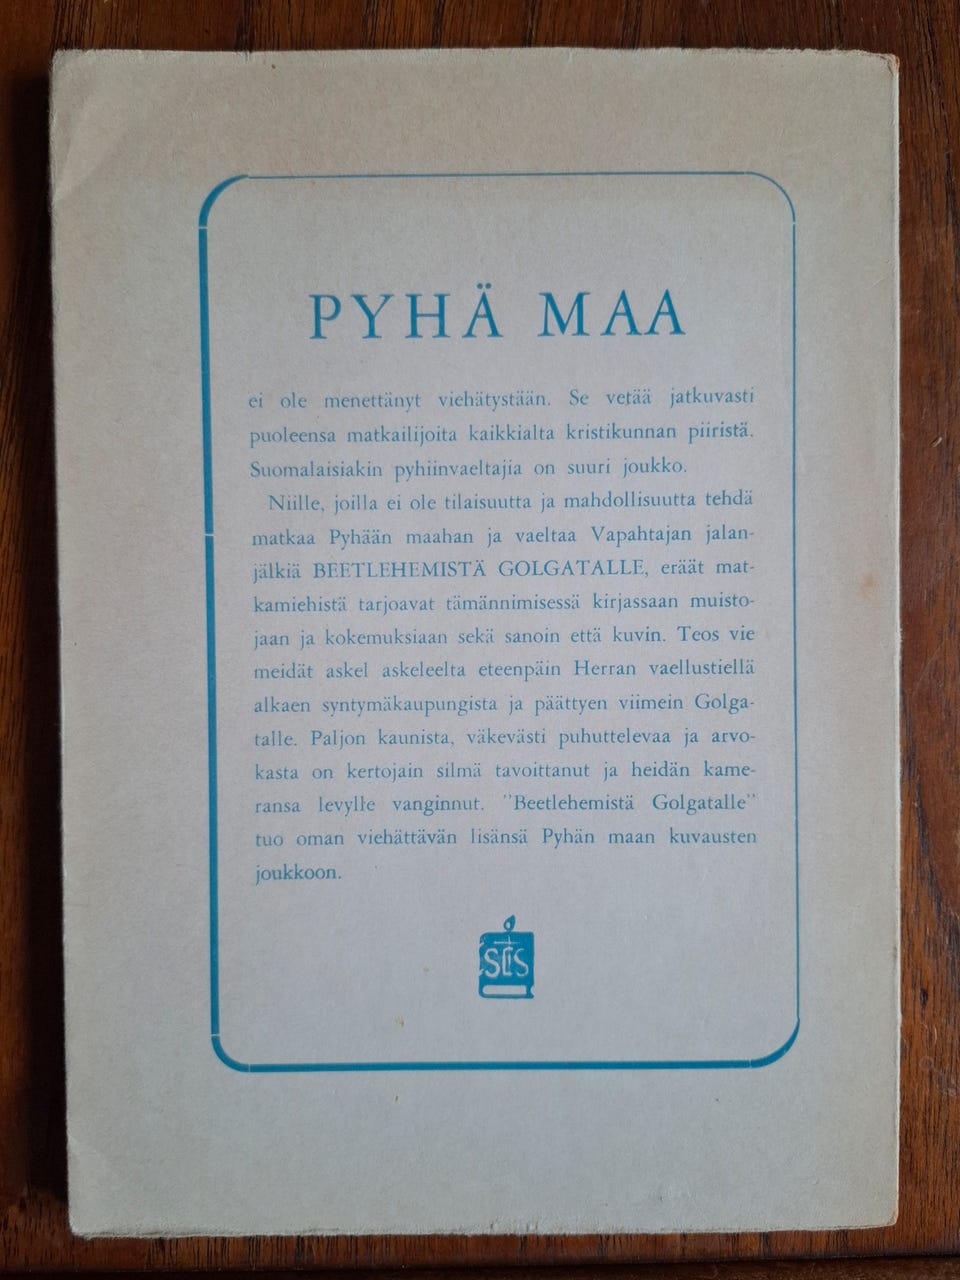 PYHÄ MAA
ei ole menettänyt viehätystään. Se vetää jatkuvasti
puoleensa matkailijoita kaikkialta kristikunnan piiristä.
Suomalaisiakin pyhiinvaeltajia on suuri joukko.
Niille, joilla ei ole tilaisuutta ja mahdollisuutta tehdä
matkaa Pyhään maahan ja vaeltaa Vapahtajan jalan-
jälkiä BEETLEHEMISTÄ GOLGATALLE, eräät mat-
kamiehistä tarjoavat tämännimisessä kirjassaan muisto-
jaan ja kokemuksiaan sekä sanoin että kuvin. Teos vie
meidät askel askeleelta eteenpäin Herran vaellustiellä
alkaen syntymäkaupungista ja päättyen viimein Golga-
talle. Paljon kaunista, väkevästi puhuttelevaa ja arvo-
kasta on kertojain silmä tavoittanut ja heidän kame-
ransa levylle vanginnut. "Beetlehemistä Golgatalle"
tuo oman viehättävän lisänsä Pyhän maan kuvausten
joukkoon.